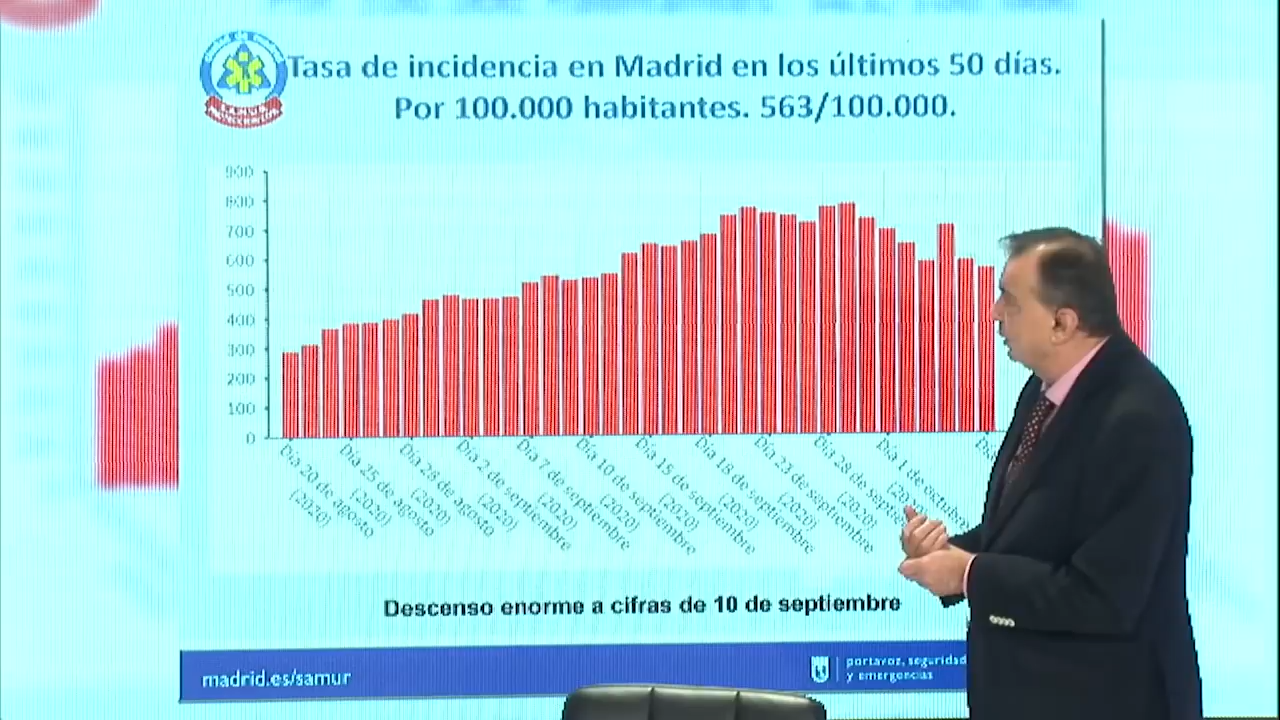 Tasa de incidencia en Madrid en los últimos 50 días.
Por 100.000 habitantes. 563/100.000.
900
800
700
600
500
400
300
200
100
0
Día 20 de agosto
(2020)
Día 25 de agosto
(2020)
Día 28 de agosto
(2020)
Día 2 de septiembre
(2020)
Día 7 de septiembre
(2020)
Día 10 de septiembre
(2020)
Día 15 de septiembre
(2020)
Día 18 de septiembre
(2020)
Día 23 de septiembre
(2020)
Día 28 de
Día 1 de octubre
Descenso enorme a cifras de 10 de septiembre
madrid.es/samur
portavoz, seguridad
y emergencias